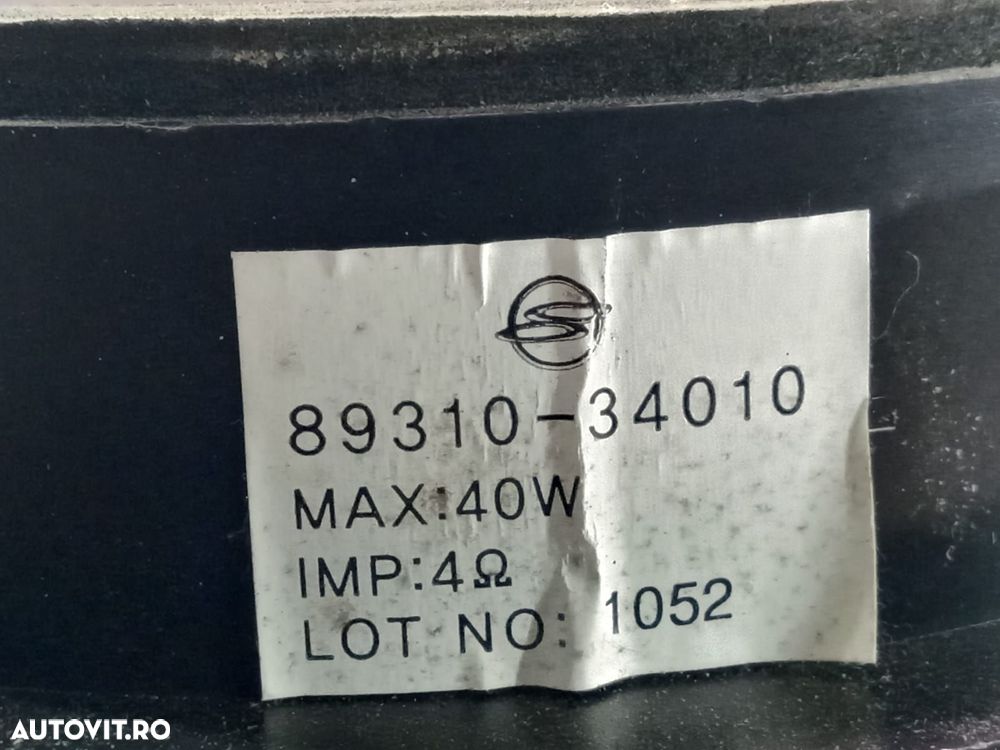 89310-34010
MAX:40W
IMP:4Ω
LOT NO: 1052
AUTOVIT.RO